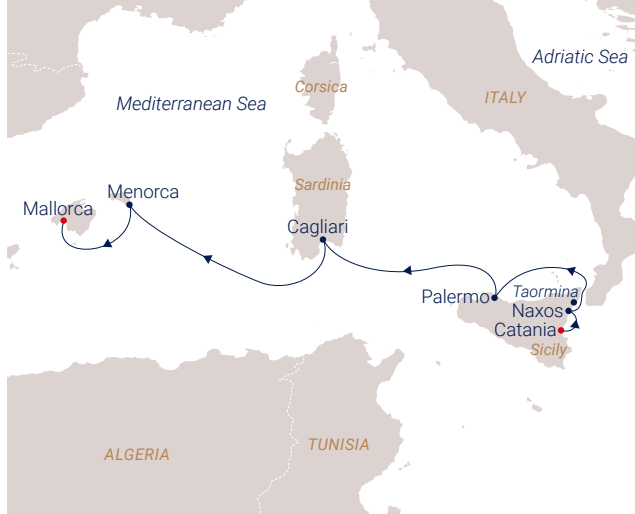 Adriatic Sea
Corsica
ITALY
Mediterranean Sea
Sardinia
Menorca
Mallorca
Cagliari
Taormina
Palermo
Naxos
Catania
Sicily
TUNISIA
ALGERIA